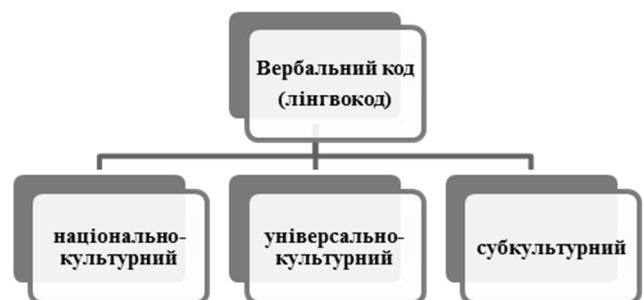 Вербальний код
(лінгвокод)
національно-
культурний
універсально-
культурний
субкультурний